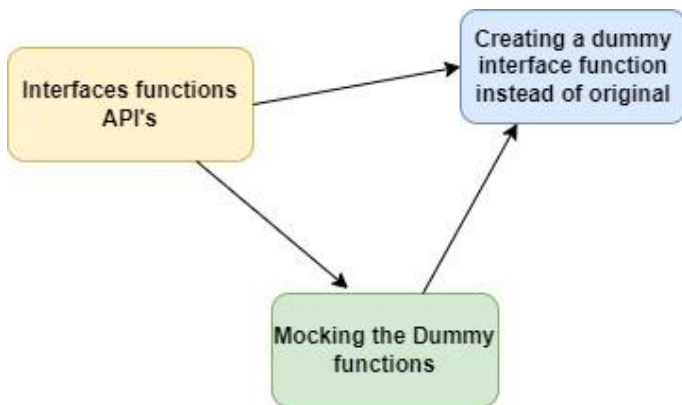 Interfaces functions
API's
Creating a dummy
interface function
instead of original
Mocking the Dummy
functions